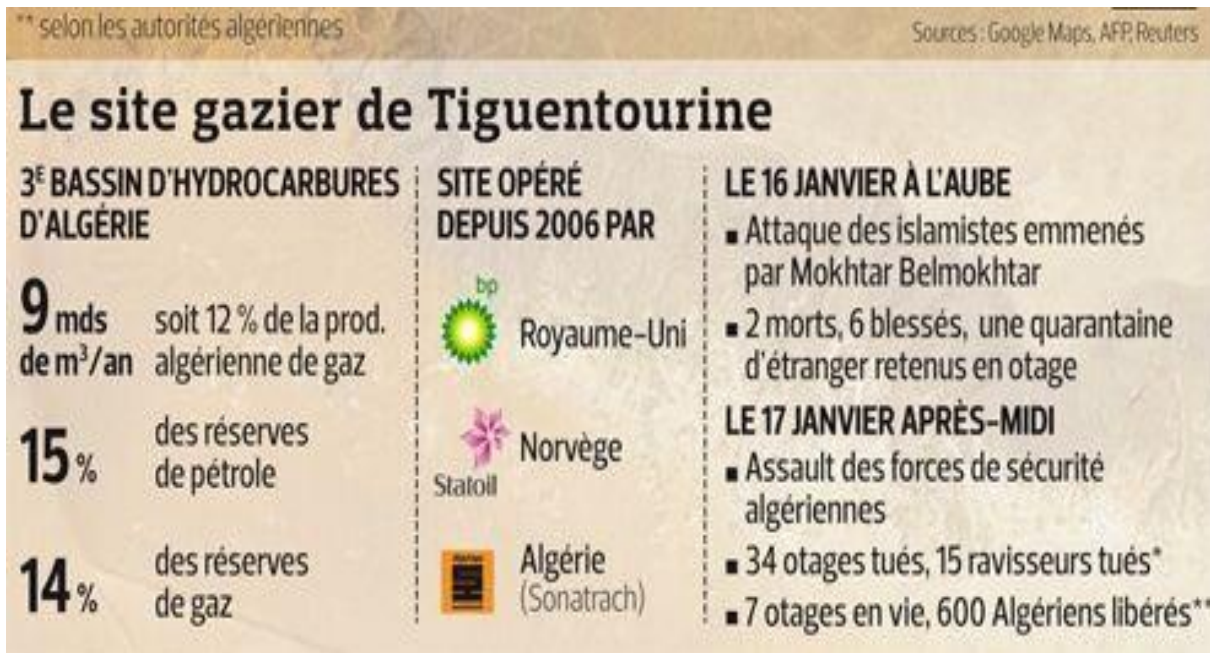 ** selon les autorités algériennes
Sources : Google Maps, AFP, Reuters
Le site gazier de Tiguentourine
3E BASSIN D'HYDROCARBURES
D'ALGÉRIE
9 mds
de m³/an
soit 12 % de la prod.
algérienne de gaz
15 %
des réserves
de pétrole
14 %
des réserves
de gaz
SITE OPÉRÉ
DEPUIS 2006 PAR
bp
Royaume-Uni
Statoil
Norvège
Algérie
(Sonatrach)
LE 16 JANVIER À L'AUBE
▪ Attaque des islamistes emmenés
par Mokhtar Belmokhtar
▪ 2 morts, 6 blessés, une quarantaine
d'étranger retenus en otage
LE 17 JANVIER APRÈS-MIDI
▪ Assault des forces de sécurité
algériennes
▪ 34 otages tués, 15 ravisseurs tués*
▪ 7 otages en vie, 600 Algériens libérés**